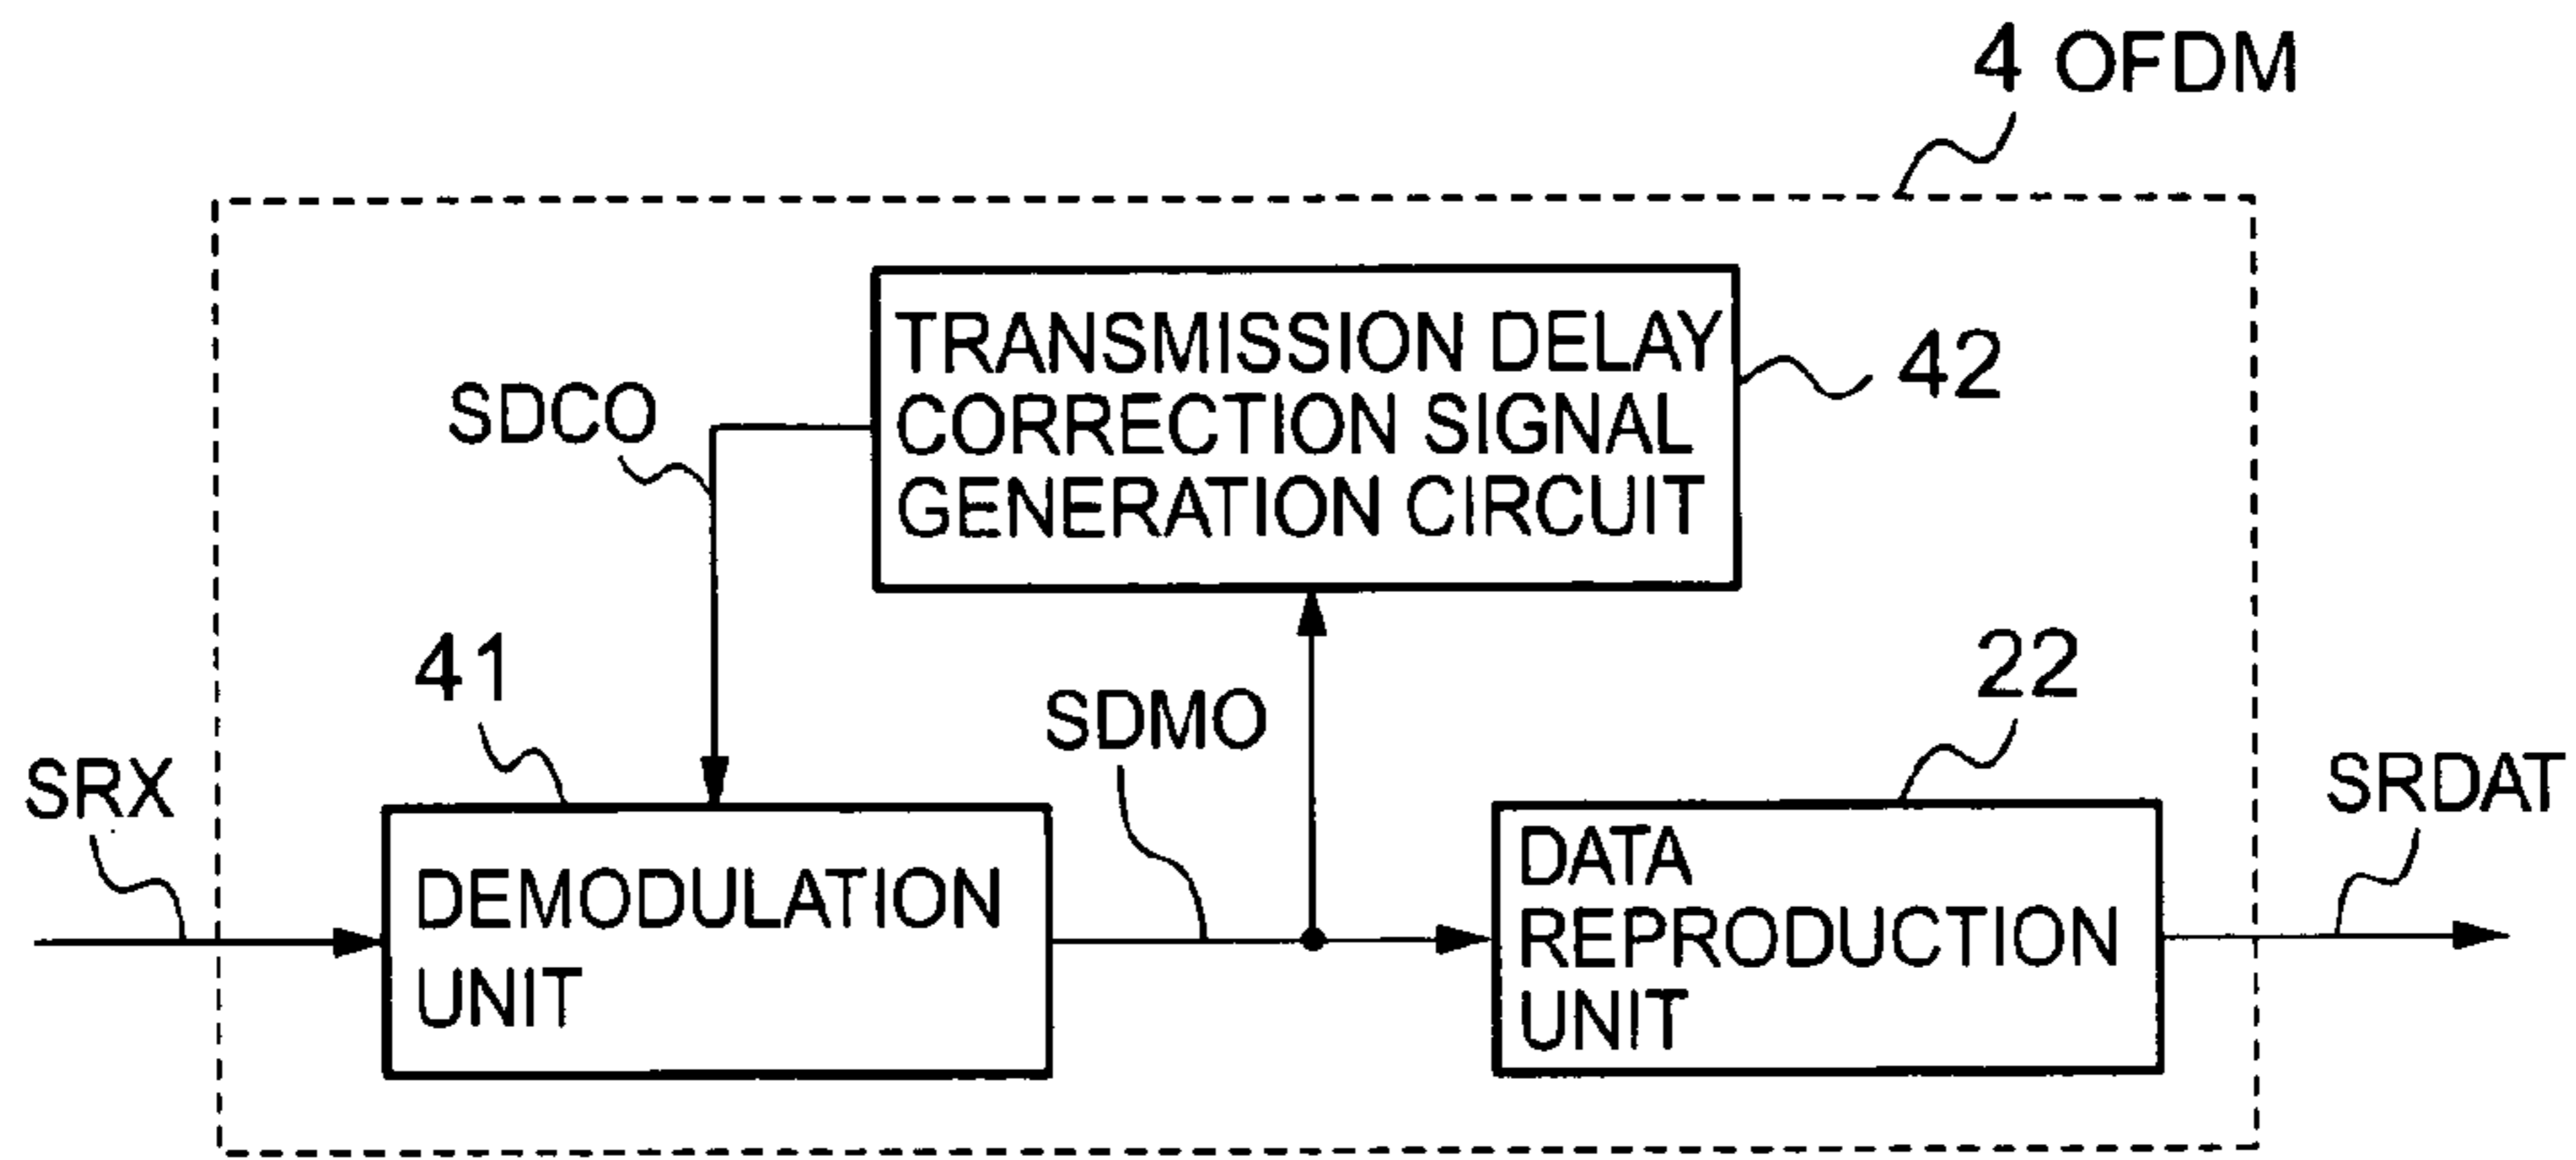 4 OFDM
TRANSMISSION DELAY
CORRECTION SIGNAL
GENERATION CIRCUIT
42
SDCO
41
SDMO
22
SRX
SRDAT
DEMODULATION
UNIT
DATA
REPRODUCTION
UNIT